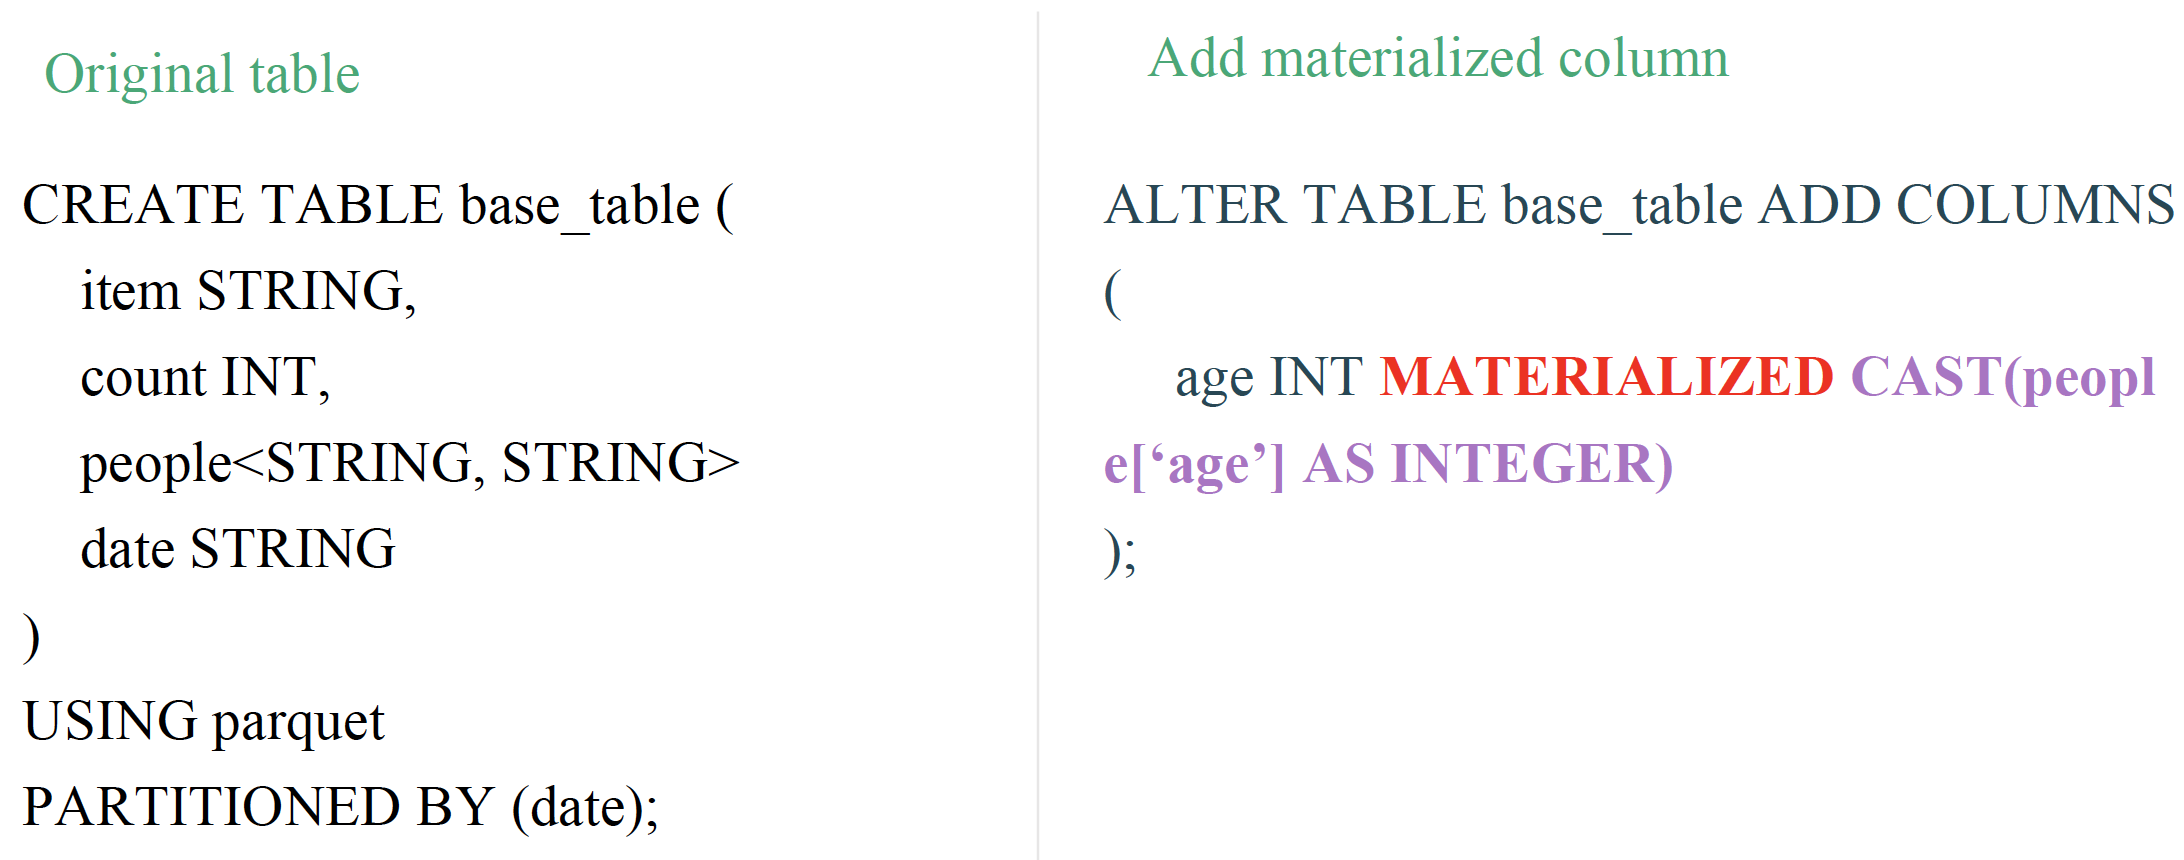 Original table
CREATE TABLE base_table (
item STRING,
count INT,
people<STRING, STRING>
date STRING
)
USING parquet
PARTITIONED BY (date);
Add materialized column
ALTER TABLE base_table ADD COLUMNS
(
age INT MATERIALIZED CAST(peopl
e[‘age’] AS INTEGER)
);